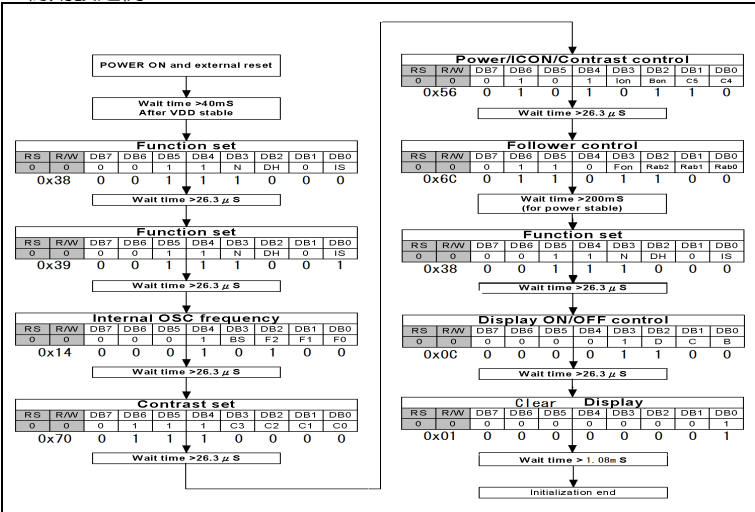 POWER ON and external reset
Wait time >40mS
After VDD stable
Function set
RS R/W DB7 DB6 DB5 DB4 DB3 DB2 DB1 DB0
0 0 0 0 1 1 N DH 0 IS
0x38 0 0 1 1 1 0 0 0
Wait time >26.3 μS
Function set
RS R/W DB7 DB6 DB5 DB4 DB3 DB2 DB1 DB0
0 0 0 0 1 1 N DH 0 IS
0x39 0 0 1 1 1 0 0 1
Wait time >26.3 μS
Internal OSC frequency
RS R/W DB7 DB6 DB5 DB4 DB3 DB2 DB1 DB0
0 0 0 0 0 1 BS F2 F1 F0
0x14 0 0 0 1 0 1 0 0
Wait time >26.3 μS
Contrast set
RS R/W DB7 DB6 DB5 DB4 DB3 DB2 DB1 DB0
0 0 0 1 1 1 C3 C2 C1 C0
0x70 0 1 1 1 0 0 0 0
Wait time >26.3 μS
Power/ICON/Contrast control
RS R/W DB7 DB6 DB5 DB4 DB3 DB2 DB1 DB0
0 0 0 1 0 1 Ion Bon C5 C4
0x56 0 1 0 1 0 1 1 0
Wait time >26.3 μS
Follower control
RS R/W DB7 DB6 DB5 DB4 DB3 DB2 DB1 DB0
0 0 0 1 1 0 Fon Rab2 Rab1 Rab0
0x6C 0 1 1 0 1 1 0 0
Wait time >200mS
(for power stable)
Function set
RS R/W DB7 DB6 DB5 DB4 DB3 DB2 DB1 DB0
0 0 0 0 1 1 N DH 0 IS
0x38 0 0 1 1 1 0 0 0
Wait time >26.3 μS
Display ON/OFF control
RS R/W DB7 DB6 DB5 DB4 DB3 DB2 DB1 DB0
0 0 0 0 0 0 1 D C B
0x0C 0 0 0 0 1 1 0 0
Wait time >26.3 μS
Clear Display
RS R/W DB7 DB6 DB5 DB4 DB3 DB2 DB1 DB0
0 0 0 0 0 0 0 0 0 1
0x01 0 0 0 0 0 0 0 1
Wait time > 1.08m S
Initialization end